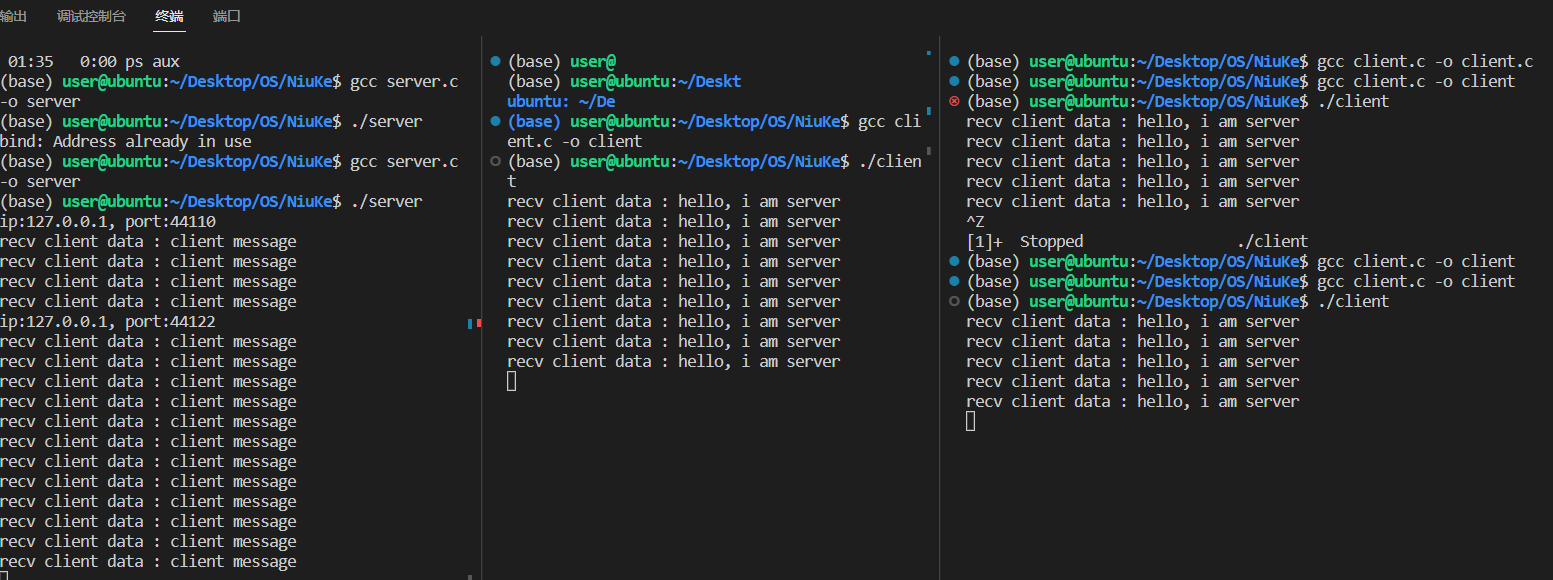 输出 调试控制台 终端 端口
01:35 0:00 ps aux
(base) user@ubuntu:~/Desktop/OS/NiuKe$ gcc server.c
-o server
(base) user@ubuntu:~/Desktop/OS/NiuKe$ ./server
bind: Address already in use
(base) user@ubuntu:~/Desktop/OS/NiuKe$ gcc server.c
-o server
(base) user@ubuntu:~/Desktop/OS/NiuKe$ ./server
ip:127.0.0.1, port:44110
recv client data : client message
recv client data : client message
recv client data : client message
recv client data : client message
ip:127.0.0.1, port:44122
recv client data : client message
recv client data : client message
recv client data : client message
recv client data : client message
recv client data : client message
recv client data : client message
recv client data : client message
recv client data : client message
recv client data : client message
recv client data : client message
recv client data : client message
recv client data : client message
(base) user@
(base) user@ubuntu:~/Deskt
ubuntu: ~/De
(base) user@ubuntu:~/Desktop/OS/NiuKe$ gcc cli
ent.c -o client
(base) user@ubuntu:~/Desktop/OS/NiuKe$ ./clien
t
recv client data : hello, i am server
recv client data : hello, i am server
recv client data : hello, i am server
recv client data : hello, i am server
recv client data : hello, i am server
recv client data : hello, i am server
recv client data : hello, i am server
recv client data : hello, i am server
recv client data : hello, i am server
(base) user@ubuntu:~/Desktop/OS/NiuKe$ gcc client.c -o client.c
(base) user@ubuntu:~/Desktop/OS/NiuKe$ gcc client.c -o client
(base) user@ubuntu:~/Desktop/OS/NiuKe$ ./client
recv client data : hello, i am server
recv client data : hello, i am server
recv client data : hello, i am server
recv client data : hello, i am server
recv client data : hello, i am server
^Z
[1]+ Stopped ./client
(base) user@ubuntu:~/Desktop/OS/NiuKe$ gcc client.c -o client
(base) user@ubuntu:~/Desktop/OS/NiuKe$ gcc client.c -o client
(base) user@ubuntu:~/Desktop/OS/NiuKe$ ./client
recv client data : hello, i am server
recv client data : hello, i am server
recv client data : hello, i am server
recv client data : hello, i am server
recv client data : hello, i am server